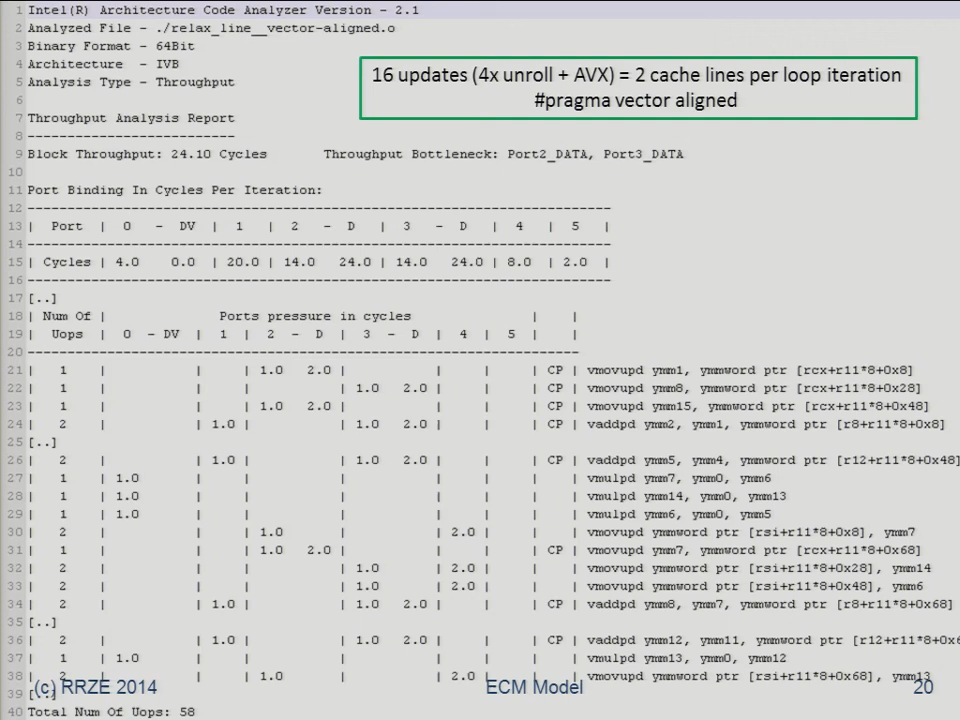 1 Intel(R) Architecture Code Analyzer Version - 2.1
2 Analyzed File - ./relax_line__vector-aligned.o
3 Binary Format - 64Bit
4 Architecture  - IVB
5 Analysis Type - Throughput
16 updates (4x unroll + AVX) = 2 cache lines per loop iteration
#pragma vector aligned
6
7 Throughput Analysis Report
8 --------------------------
9 Block Throughput: 24.10 Cycles       Throughput Bottleneck: Port2_DATA, Port3_DATA
10
11 Port Binding In Cycles Per Iteration:
12 -------------------------------------------------------------------------
13 |  Port  |  0   -  DV  |  1   |  2   -  D   |  3   -  D   |  4   |  5   |
14 -------------------------------------------------------------------------
15 | Cycles | 4.0    0.0  | 20.0 | 14.0   24.0 | 14.0   24.0 | 8.0  | 2.0  |
16 -------------------------------------------------------------------------
17 [..]
18 | Num Of |              Ports pressure in cycles               |    |
19 |  Uops  |  0  - DV  |  1  |  2  -  D  |  3  -  D  |  4  |  5  |    |
20 ---------------------------------------------------------------------
21 |   1    |           |     | 1.0   2.0 |           |     |     | CP | vmovupd ymm1, ymmword ptr [rcx+r11*8+0x8]
22 |   1    |           |     |           | 1.0   2.0 |     |     | CP | vmovupd ymm8, ymmword ptr [rcx+r11*8+0x28]
23 |   1    |           |     | 1.0   2.0 |           |     |     | CP | vmovupd ymm15, ymmword ptr [rcx+r11*8+0x48]
24 |   2    |           | 1.0 |           | 1.0   2.0 |     |     | CP | vaddpd ymm2, ymm1, ymmword ptr [r8+r11*8+0x8]
25 [..]
26 |   2    |           | 1.0 |           | 1.0   2.0 |     |     | CP | vaddpd ymm5, ymm4, ymmword ptr [r12+r11*8+0x48]
27 |   1    | 1.0       |     |           |           |     |     |    | vmulpd ymm7, ymm0, ymm6
28 |   1    | 1.0       |     |           |           |     |     |    | vmulpd ymm14, ymm0, ymm13
29 |   1    | 1.0       |     |           |           |     |     |    | vmulpd ymm6, ymm0, ymm5
30 |   2    |           |     | 1.0       |           | 2.0 |     |    | vmovupd ymmword ptr [rsi+r11*8+0x8], ymm7
31 |   1    |           |     | 1.0   2.0 |           |     |     | CP | vmovupd ymm7, ymmword ptr [rcx+r11*8+0x68]
32 |   2    |           |     |           | 1.0       | 2.0 |     |    | vmovupd ymmword ptr [rsi+r11*8+0x28], ymm14
33 |   2    |           |     |           | 1.0       | 2.0 |     |    | vmovupd ymmword ptr [rsi+r11*8+0x48], ymm6
34 |   2    |           | 1.0 |           | 1.0   2.0 |     |     | CP | vaddpd ymm8, ymm7, ymmword ptr [r8+r11*8+0x68]
35 [..]
36 |   2    |           | 1.0 |           | 1.0   2.0 |     |     | CP | vaddpd ymm12, ymm11, ymmword ptr [r12+r11*8+0x6
37 |   1    | 1.0       |     |           |           |     |     |    | vmulpd ymm13, ymm0, ymm12
38 |   2    |           |     | 1.0       |           | 2.0 |     |    | vmovupd ymmword ptr [rsi+r11*8+0x68], ymm13
(c) RRZE 2014 ECM Model 20
39 [..]
40 Total Num Of Uops: 58